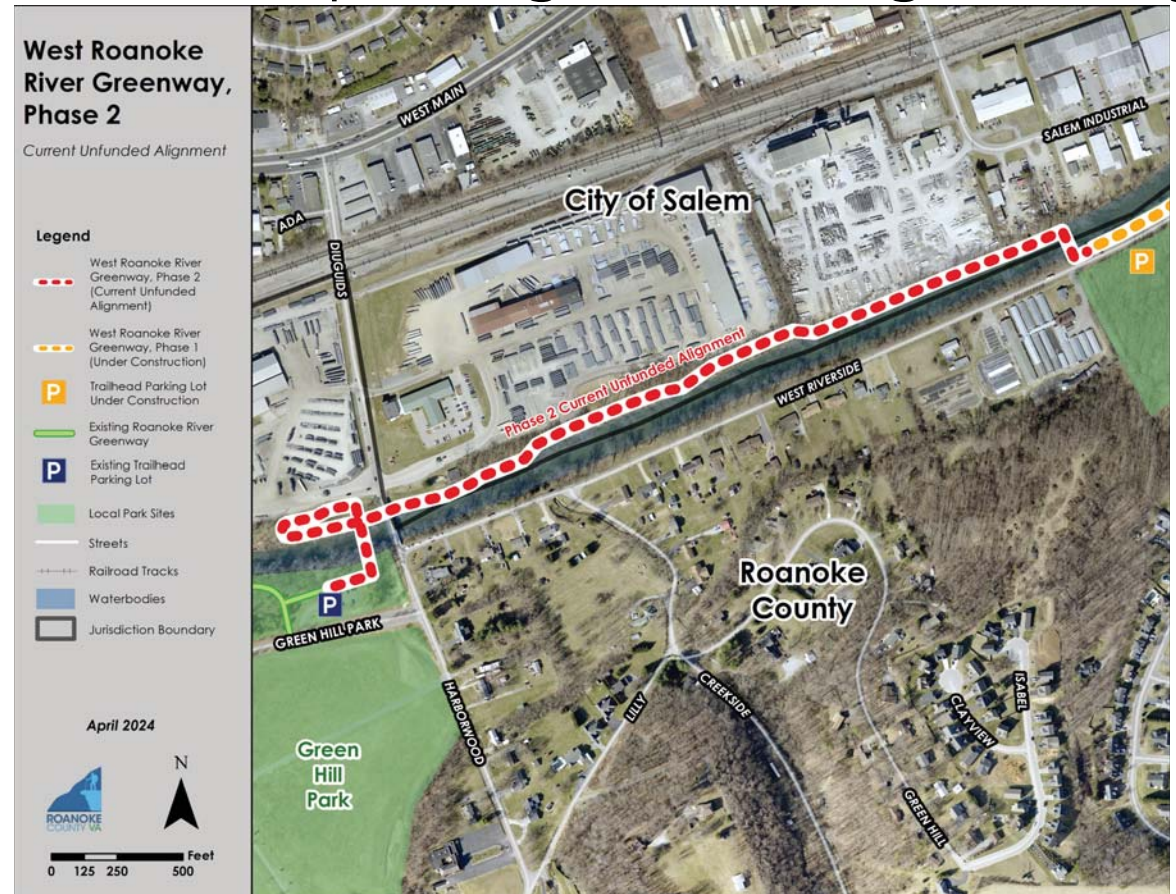 West Roanoke
River Greenway,
Phase 2
Current Unfunded Alignment
Legend
West Roanoke River
Greenway, Phase 2
(Current Unfunded
Alignment)
West Roanoke River
Greenway, Phase 1
(Under Construction)
P
Trailhead Parking Lot
Under Construction
Existing Roanoke River
Greenway
P
Existing Trailhead
Parking Lot
Local Park Sites
Streets
Railroad Tracks
Waterbodies
Jurisdiction Boundary
April 2024
N
ROANOKE
COUNTY VA
Feet
0 125 250 500
WEST MAIN
SALEM INDUSTRIAL
City of Salem
ADA
DIUGUIDS
P
Phase 2 Current Unfunded Alignment
WEST RIVERSIDE
Roanoke
County
P
GREEN HILL PARK
HARBORWOOD
LILLY
CREEKSIDE
ISABEL
CLAYVIEW
Green
Hill
Park
GREEN HILL